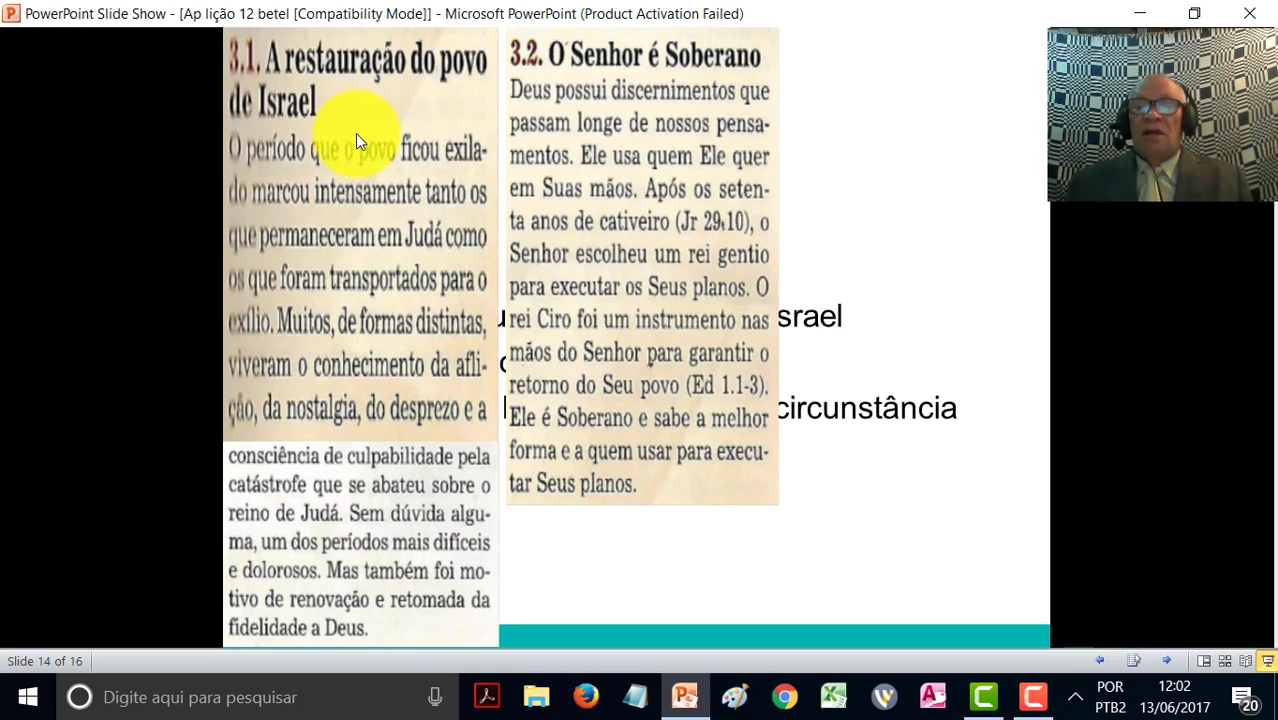 PowerPoint Slide Show - [Ap lição 12 betel [Compatibility Mode]] - Microsoft PowerPoint (Product Activation Failed)
3.1. A restauração do povo
de Israel
O período que o povo ficou exila-
do marcou intensamente tanto os
que permaneceram em Judá como
os que foram transportados para o
exílio. Muitos, de formas distintas,
viveram o conhecimento da afli-
ção, da nostalgia, do desprezo e a
consciência de culpabilidade pela
catástrofe que se abateu sobre o
reino de Judá. Sem dúvida algu-
ma, um dos períodos mais difíceis
e dolorosos. Mas também foi mo-
tivo de renovação e retomada da
fidelidade a Deus.
3.2. O Senhor é Soberano
Deus possui discernimentos que
passam longe de nossos pensa-
mentos. Ele usa quem Ele quer
em Suas mãos. Após os seten-
ta anos de cativeiro (Jr 29.10), o
Senhor escolheu um rei gentio
para executar os Seus planos. O
rei Ciro foi um instrumento nas
mãos do Senhor para garantir o
retorno do Seu povo (Ed 1.1-3).
Ele é Soberano e sabe a melhor
forma e a quem usar para execu-
tar Seus planos.
srael
circunstância
Slide 14 of 16
Digite aqui para pesquisar
POR
PTB2
12:02
13/06/2017
20